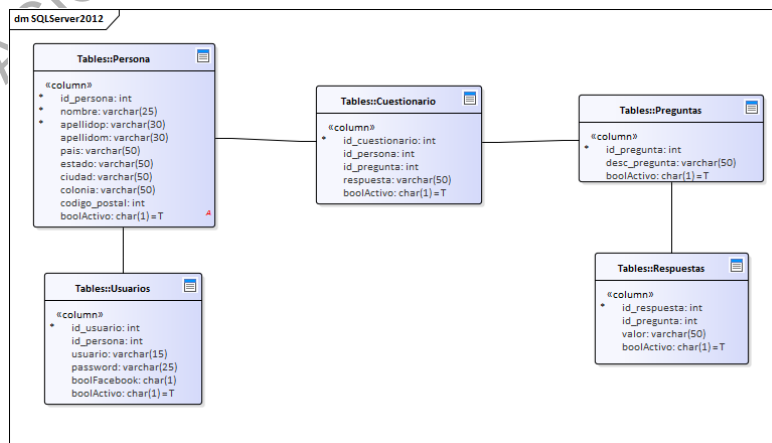 dm SQLServer2012
Tables::Persona
«column»
* id_persona: int
* nombre: varchar(25)
* apellidop: varchar(30)
apellidom: varchar(30)
pais: varchar(50)
estado: varchar(50)
ciudad: varchar(50)
colonia: varchar(50)
codigo_postal: int
boolActivo: char(1) = T
A
Tables::Cuestionario
«column»
* id_cuestionario: int
id_persona: int
id_pregunta: int
respuesta: varchar(50)
boolActivo: char(1) = T
Tables::Preguntas
«column»
* id_pregunta: int
desc_pregunta: varchar(50)
boolActivo: char(1) = T
Tables::Usuarios
«column»
* id_usuario: int
id_persona: int
usuario: varchar(15)
password: varchar(25)
boolFacebook: char(1)
boolActivo: char(1) = T
Tables::Respuestas
«column»
* id_respuesta: int
id_pregunta: int
valor: varchar(50)
boolActivo: char(1) = T